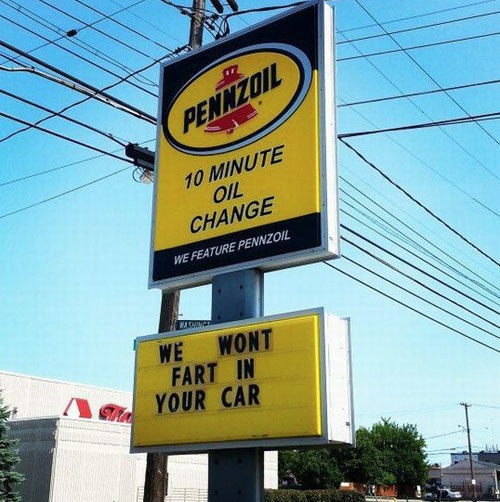 PENNZOIL
10 MINUTE
OIL
CHANGE
WE FEATURE PENNZOIL
WE WONT
FART IN
YOUR CAR